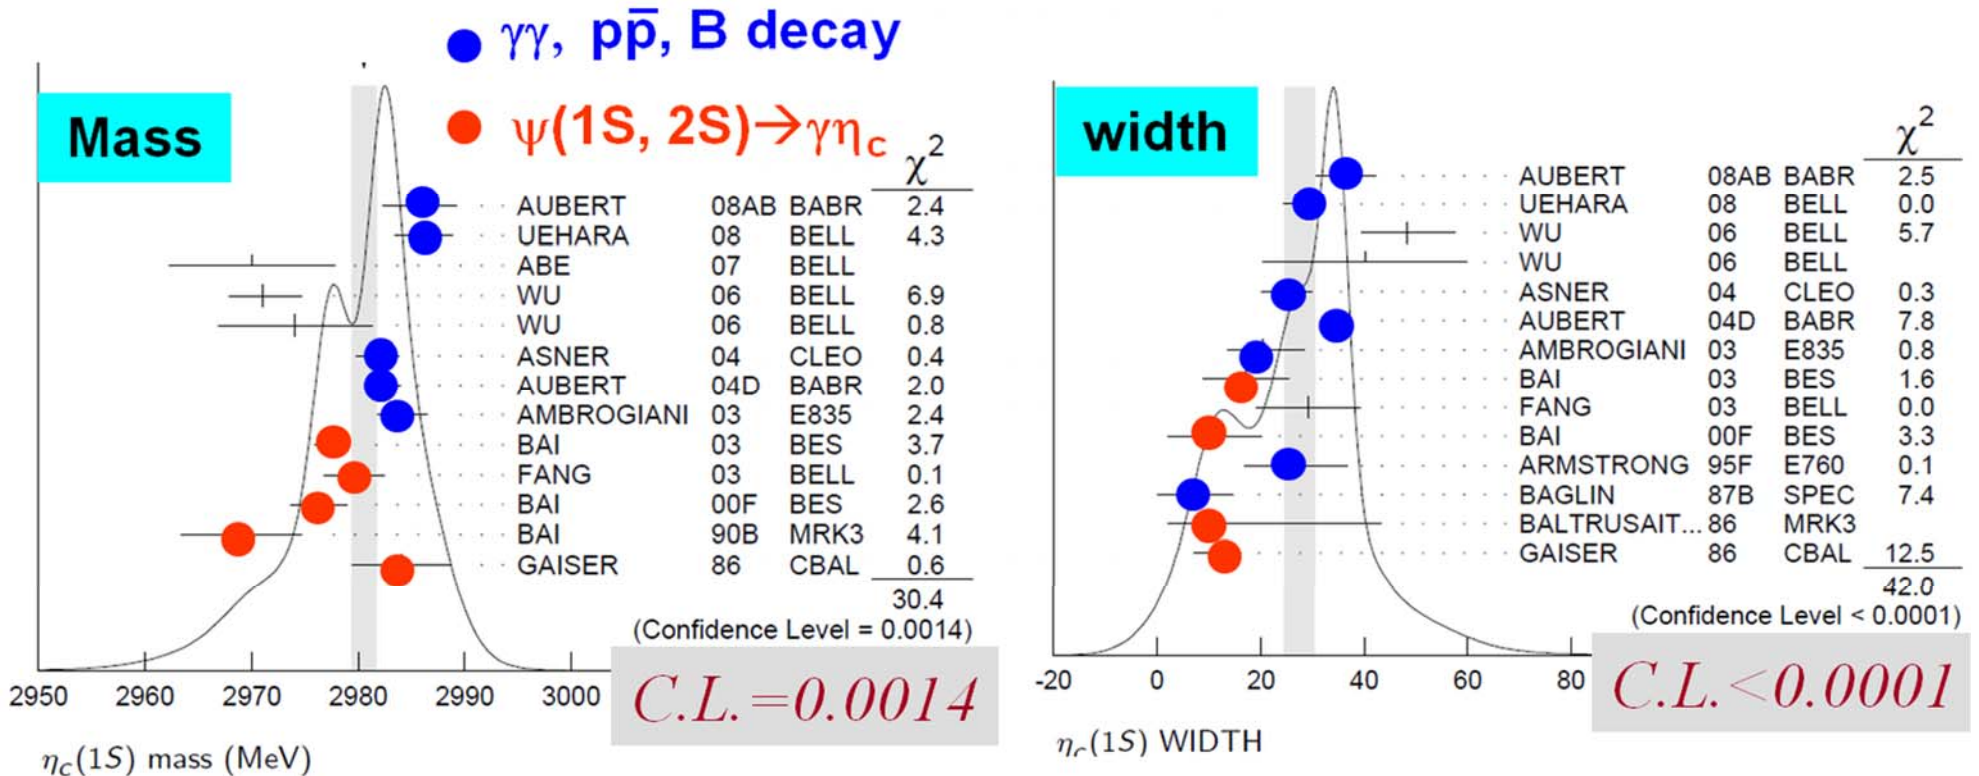 γγ, pp̅, B decay
ψ(1S, 2S)→γη_c
Mass
χ²
AUBERT 08AB BABR 2.4
UEHARA 08 BELL 4.3
ABE 07 BELL
WU 06 BELL 6.9
WU 06 BELL 0.8
ASNER 04 CLEO 0.4
AUBERT 04D BABR 2.0
AMBROGIANI 03 E835 2.4
BAI 03 BES 3.7
FANG 03 BELL 0.1
BAI 00F BES 2.6
BAI 90B MRK3 4.1
GAISER 86 CBAL 0.6
30.4
(Confidence Level = 0.0014)
C.L.=0.0014
2950 2960 2970 2980 2990 3000
η_c(1S) mass (MeV)
width
χ²
AUBERT 08AB BABR 2.5
UEHARA 08 BELL 0.0
WU 06 BELL 5.7
WU 06 BELL
ASNER 04 CLEO 0.3
AUBERT 04D BABR 7.8
AMBROGIANI 03 E835 0.8
BAI 03 BES 1.6
FANG 03 BELL 0.0
BAI 00F BES 3.3
ARMSTRONG 95F E760 0.1
BAGLIN 87B SPEC 7.4
BALTRUSAIT... 86 MRK3
GAISER 86 CBAL 12.5
42.0
(Confidence Level < 0.0001)
C.L.<0.0001
-20 0 20 40 60 80
η_c(1S) WIDTH